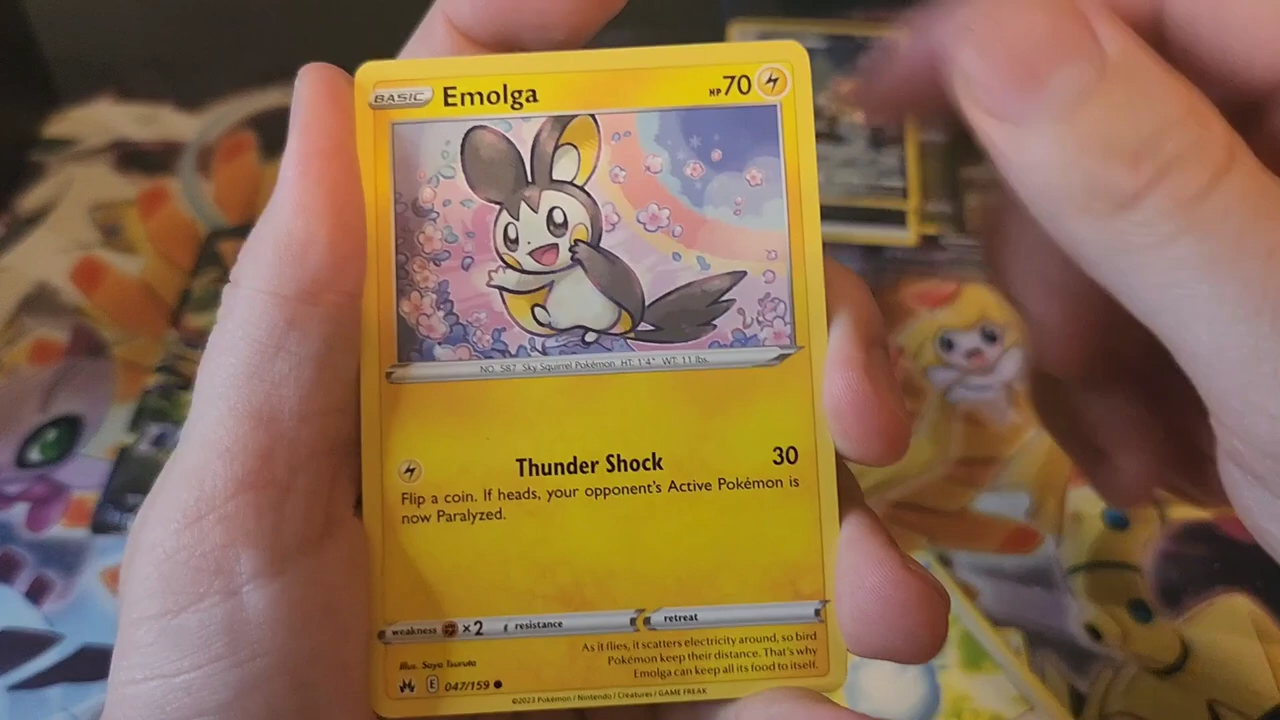 BASIC Emolga HP 70
NO. 587 Sky Squirrel Pokémon HT: 1'4" WT: 11 lbs.
Thunder Shock 30
Flip a coin. If heads, your opponent's Active Pokémon is
now Paralyzed.
weakness ×2 resistance retreat
As it flies, it scatters electricity around, so bird
Pokémon keep their distance. That's why
Emolga can keep all its food to itself.
Illus. Saya Tsuruta
E 047/159
©2023 Pokémon / Nintendo / Creatures / GAME FREAK